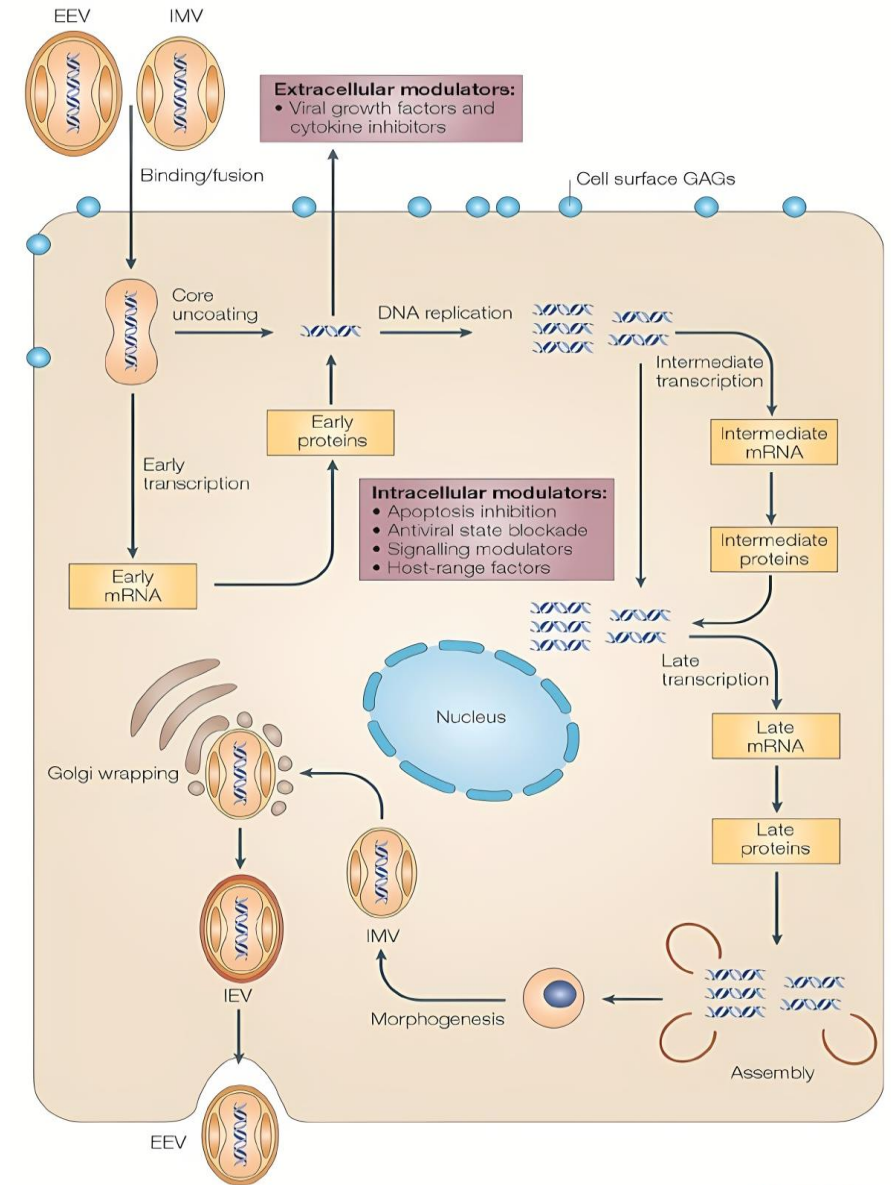 EEV
IMV
Extracellular modulators:
• Viral growth factors and
cytokine inhibitors
Binding/fusion
Cell surface GAGs
Core
uncoating
DNA replication
Intermediate
transcription
Early
proteins
Intermediate
mRNA
Early
transcription
Intracellular modulators:
• Apoptosis inhibition
• Antiviral state blockade
• Signalling modulators
• Host-range factors
Intermediate
proteins
Early
mRNA
Late
transcription
Nucleus
Late
mRNA
Golgi wrapping
Late
proteins
IMV
IEV
Morphogenesis
Assembly
EEV